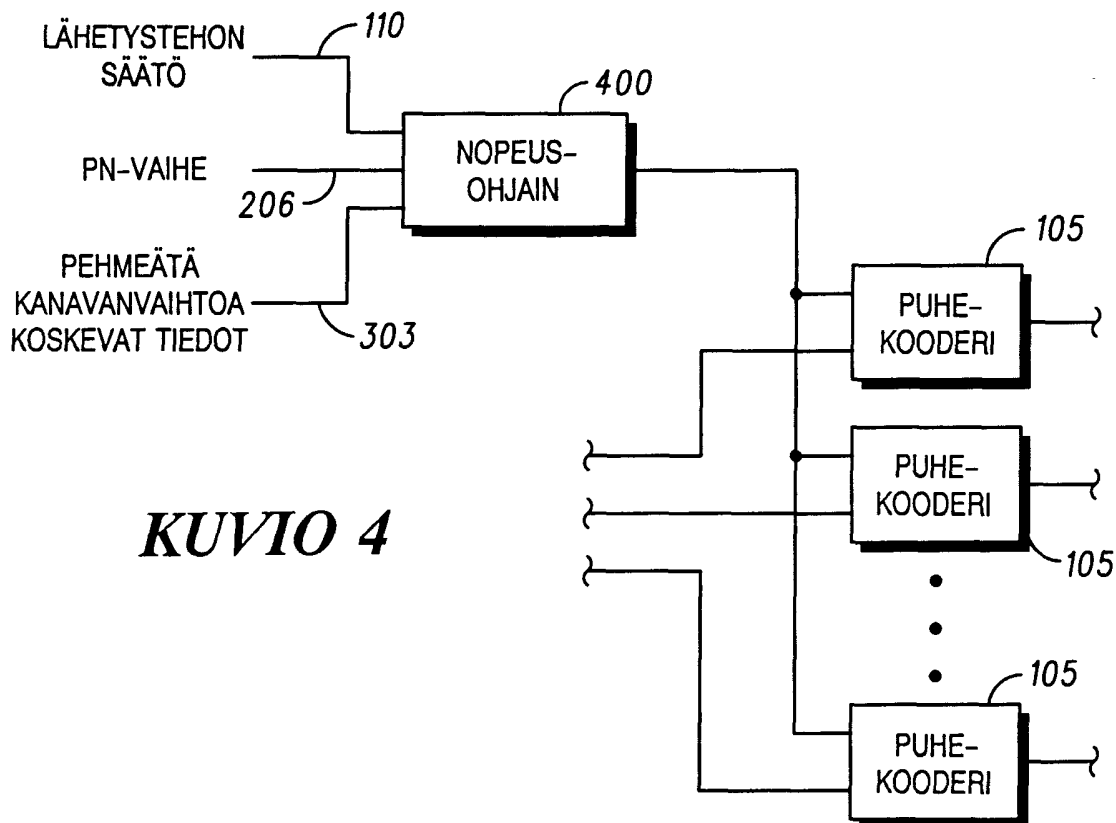 LÄHETYSTEHON
SÄÄTÖ
110
400
NOPEUS-
OHJAIN
PN-VAIHE
206
PEHMEÄTÄ
KANAVANVAIHTOA
KOSKEVAT TIEDOT
303
105
PUHE-
KOODERI
PUHE-
KOODERI
105
KUVIO 4
105
PUHE-
KOODERI